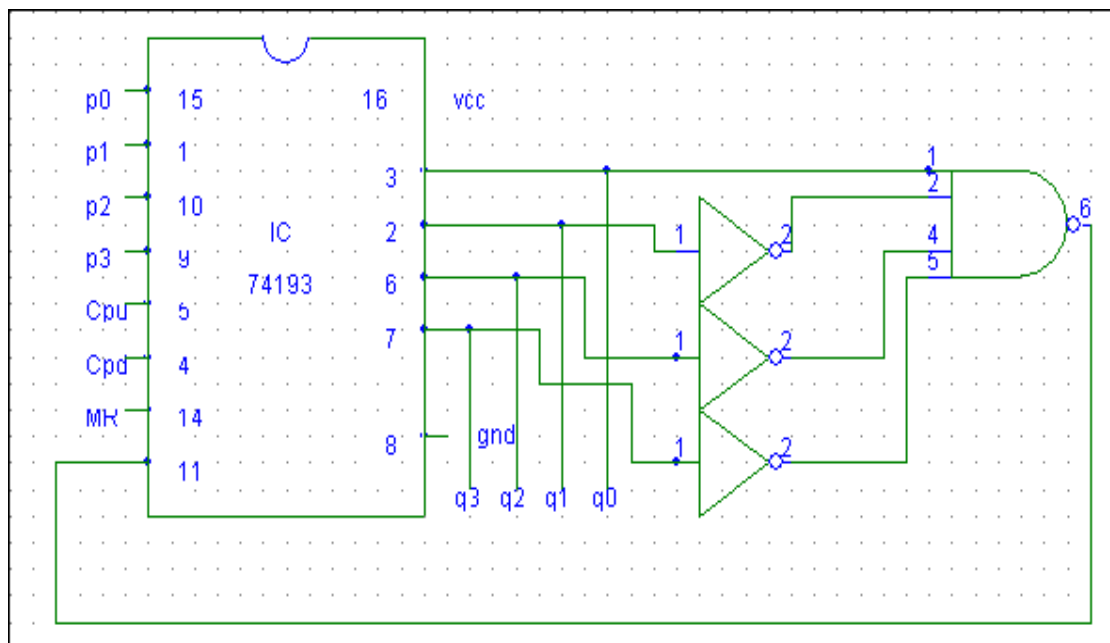 p0 15 16 vcc
p1 1 3 1
p2 10 2 2 6
p3 9 IC 6 1 2 4
74193 5
Cpu 5 7 1 2
Cpd 4
MR 14 8 gnd 1 2
11
q3 q2 q1 q0